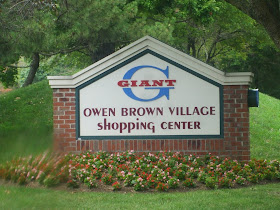 GIANT
G
OWEN BROWN VILLAGE
shopping CENTER